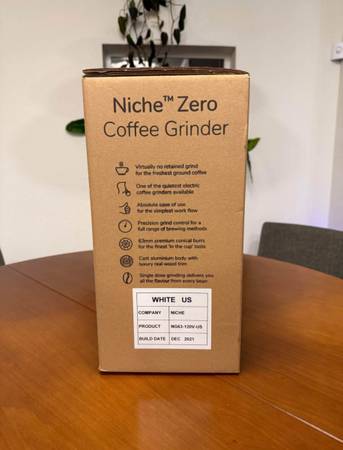 Niche™ Zero
Coffee Grinder
Virtually no retained grind
for the freshest ground coffee
One of the quietest electric
coffee grinders available
Absolute ease of use
for the simplest work flow
Precision grind control for a
full range of brewing methods
63mm premium conical burrs
for the finest 'in the cup' taste
Cast aluminium body with
luxury real wood trim
Single dose grinding delivers you
all the flavour from every bean
WHITE US
COMPANY NICHE
PRODUCT NG63-120V-US
BUILD DATE DEC 2021